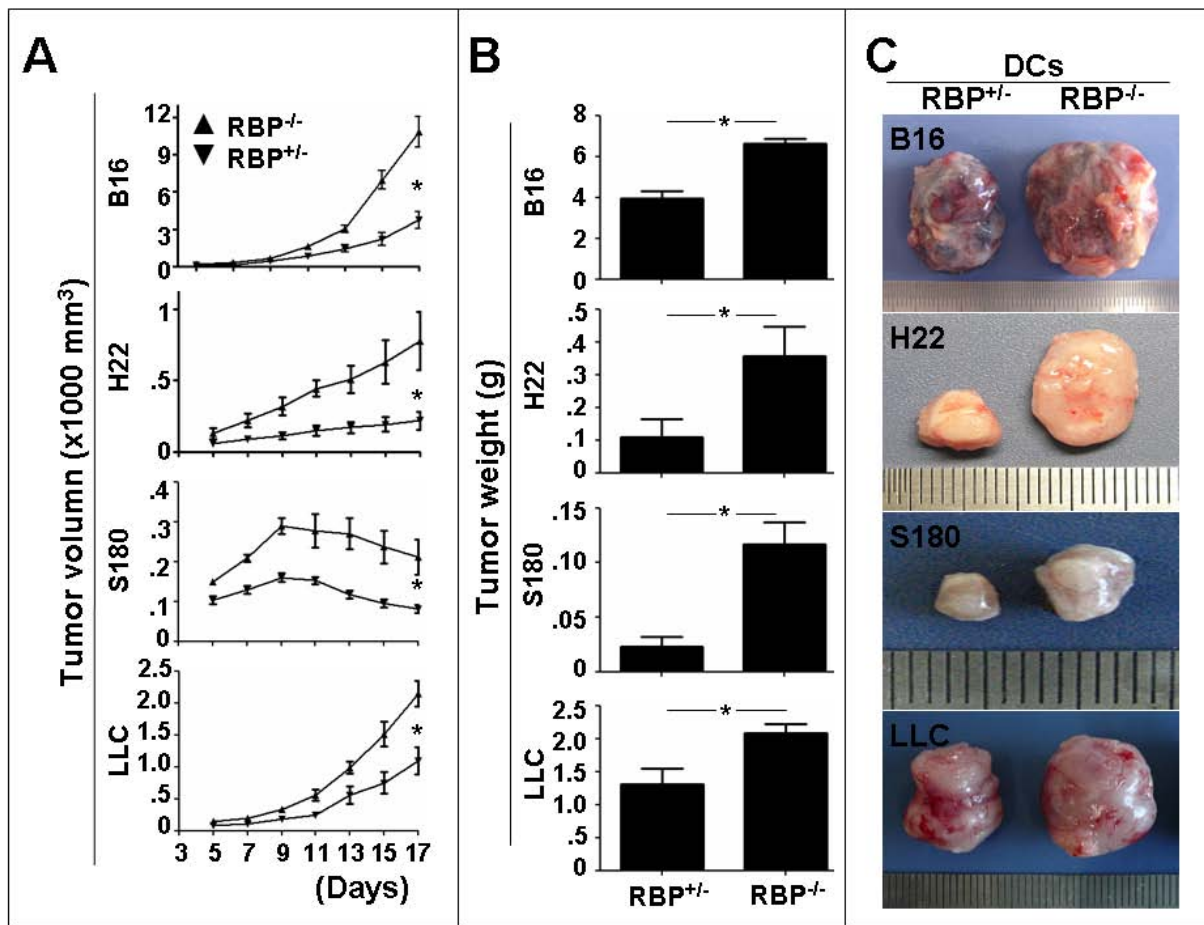 A
Tumor volumn (x1000 mm³)
B16
12
9
6
3
0
▲ RBP-/-
▼ RBP+/-
*
H22
1
.5
0
*
S180
.4
.3
.2
.1
0
*
LLC
2.5
2.0
1.5
1.0
.5
0
*
3 5 7 9 11 13 15 17
(Days)
B
Tumor weight (g)
B16
8
6
4
2
0
*
H22
.5
.4
.3
.2
.1
0
*
S180
.15
.10
.05
0
*
LLC
2.5
2.0
1.5
1.0
.5
0
*
RBP+/- RBP-/-
C
DCs
RBP+/- RBP-/-
B16
H22
S180
LLC